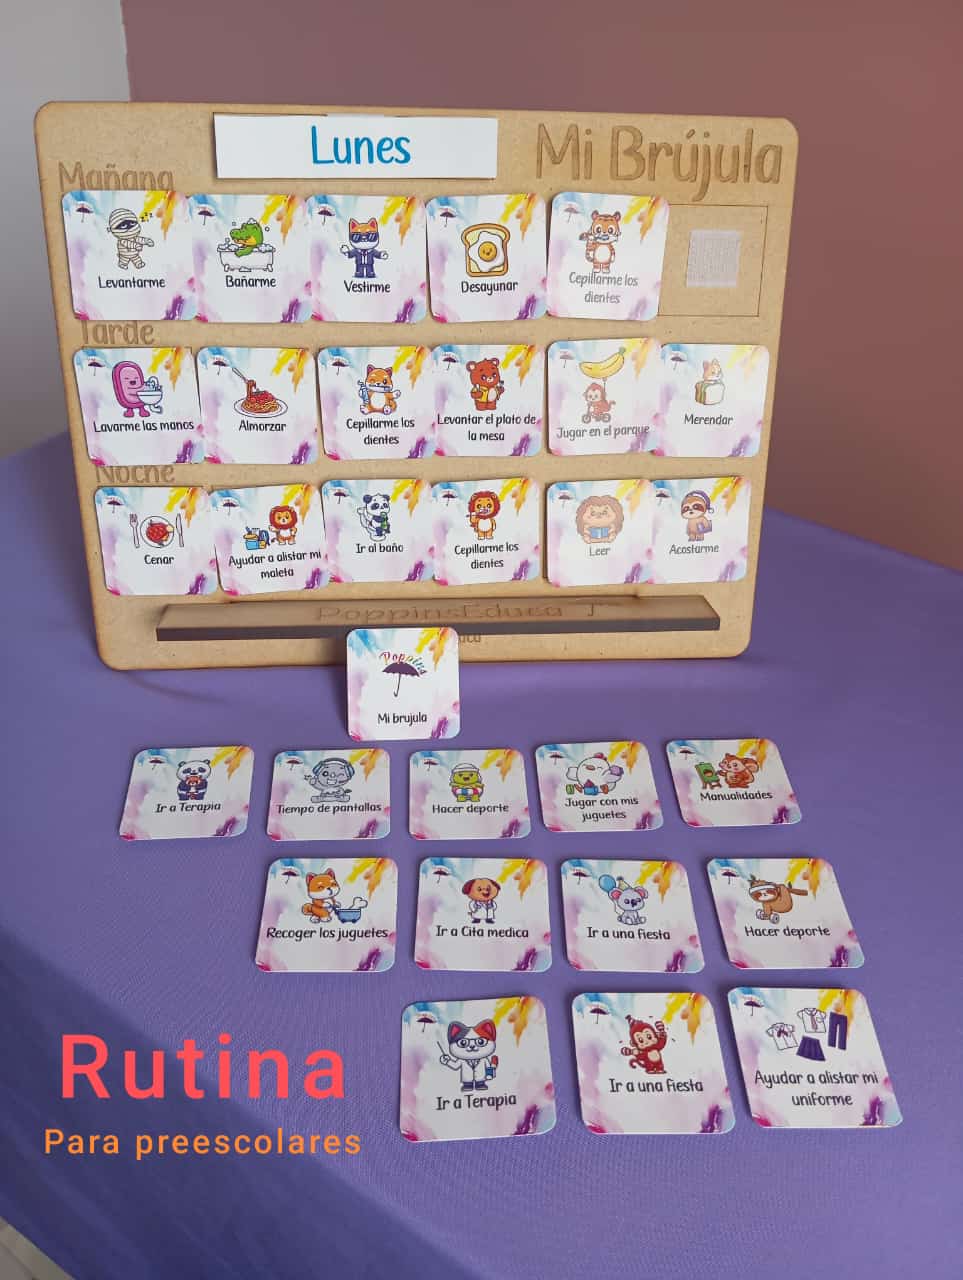 Lunes
Mi Brújula
Mañana
Levantarme
Bañarme
Vestirme
Desayunar
Cepillarme los
dientes
Tarde
Lavarme las manos
Almorzar
Cepillarme los
dientes
Levantar el plato de
la mesa
Jugar en el parque
Merendar
Noche
Cenar
Ayudar a alistar mi
maleta
Ir al baño
Cepillarme los
dientes
Leer
Acostarme
PoppinsEduca
Poppins
Mi brujula
Ir a Terapia
Tiempo de pantallas
Hacer deporte
Jugar con mis
juguetes
Manualidades
Recoger los juguetes
Ir a Cita medica
Ir a una fiesta
Hacer deporte
Ir a Terapia
Ir a una fiesta
Ayudar a alistar mi
uniforme
Rutina
Para preescolares